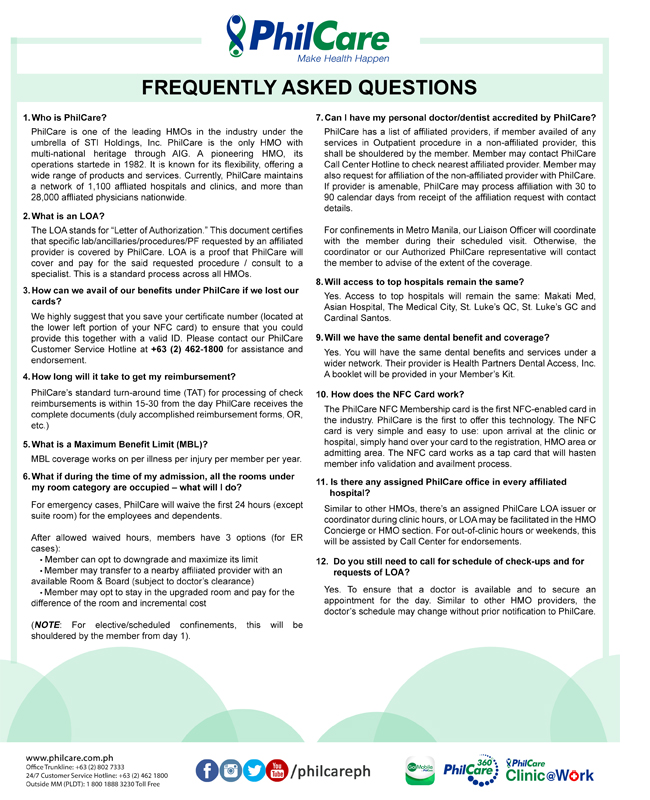 PhilCare
Make Health Happen
FREQUENTLY ASKED QUESTIONS
1. Who is PhilCare?
PhilCare is one of the leading HMOs in the industry under the
umbrella of STI Holdings, Inc. PhilCare is the only HMO with
multi-national heritage through AIG. A pioneering HMO, its
operations startede in 1982. It is known for its flexibility, offering a
wide range of products and services. Currently, PhilCare maintains
a network of 1,100 affliated hospitals and clinics, and more than
28,000 affliated physicians nationwide.
2. What is an LOA?
The LOA stands for “Letter of Authorization.” This document certifies
that specific lab/ancillaries/procedures/PF requested by an affiliated
provider is covered by PhilCare. LOA is a proof that PhilCare will
cover and pay for the said requested procedure / consult to a
specialist. This is a standard process across all HMOs.
3. How can we avail of our benefits under PhilCare if we lost our
cards?
We highly suggest that you save your certificate number (located at
the lower left portion of your NFC card) to ensure that you could
provide this together with a valid ID. Please contact our PhilCare
Customer Service Hotline at +63 (2) 462-1800 for assistance and
endorsement.
4. How long will it take to get my reimbursement?
PhilCare’s standard turn-around time (TAT) for processing of check
reimbursements is within 15-30 from the day PhilCare receives the
complete documents (duly accomplished reimbursement forms, OR,
etc.)
5. What is a Maximum Benefit Limit (MBL)?
MBL coverage works on per illness per injury per member per year.
6. What if during the time of my admission, all the rooms under
my room category are occupied – what will I do?
For emergency cases, PhilCare will waive the first 24 hours (except
suite room) for the employees and dependents.
After allowed waived hours, members have 3 options (for ER
cases):
• Member can opt to downgrade and maximize its limit
• Member may transfer to a nearby affiliated provider with an
available Room & Board (subject to doctor’s clearance)
• Member may opt to stay in the upgraded room and pay for the
difference of the room and incremental cost
(NOTE: For elective/scheduled confinements, this will be
shouldered by the member from day 1).
7. Can I have my personal doctor/dentist accredited by PhilCare?
PhilCare has a list of affiliated providers, if member availed of any
services in Outpatient procedure in a non-affiliated provider, this
shall be shouldered by the member. Member may contact PhilCare
Call Center Hotline to check nearest affiliated provider. Member may
also request for affiliation of the non-affiliated provider with PhilCare.
If provider is amenable, PhilCare may process affiliation with 30 to
90 calendar days from receipt of the affiliation request with contact
details.
For confinements in Metro Manila, our Liaison Officer will coordinate
with the member during their scheduled visit. Otherwise, the
coordinator or our Authorized PhilCare representative will contact
the member to advise of the extent of the coverage.
8. Will access to top hospitals remain the same?
Yes. Access to top hospitals will remain the same: Makati Med,
Asian Hospital, The Medical City, St. Luke’s QC, St. Luke’s GC and
Cardinal Santos.
9. Will we have the same dental benefit and coverage?
Yes. You will have the same dental benefits and services under a
wider network. Their provider is Health Partners Dental Access, Inc.
A booklet will be provided in your Member’s Kit.
10. How does the NFC Card work?
The PhilCare NFC Membership card is the first NFC-enabled card in
the industry. PhilCare is the first to offer this technology. The NFC
card is very simple and easy to use: upon arrival at the clinic or
hospital, simply hand over your card to the registration, HMO area or
admitting area. The NFC card works as a tap card that will hasten
member info validation and availment process.
11. Is there any assigned PhilCare office in every affiliated
hospital?
Similar to other HMOs, there’s an assigned PhilCare LOA issuer or
coordinator during clinic hours, or LOA may be facilitated in the HMO
Concierge or HMO section. For out-of-clinic hours or weekends, this
will be assisted by Call Center for endorsements.
12. Do you still need to call for schedule of check-ups and for
requests of LOA?
Yes. To ensure that a doctor is available and to secure an
appointment for the day. Similar to other HMO providers, the
doctor’s schedule may change without prior notification to PhilCare.
www.philcare.com.ph
Office Trunkline: +63 (2) 802 7333
24/7 Customer Service Hotline: +63 (2) 462 1800
Outside MM (PLDT): 1 800 1888 3230 Toll Free
You Tube
/philcareph
Go!Mobile
PhilCare 360°
PhilCare
Clinic@Work